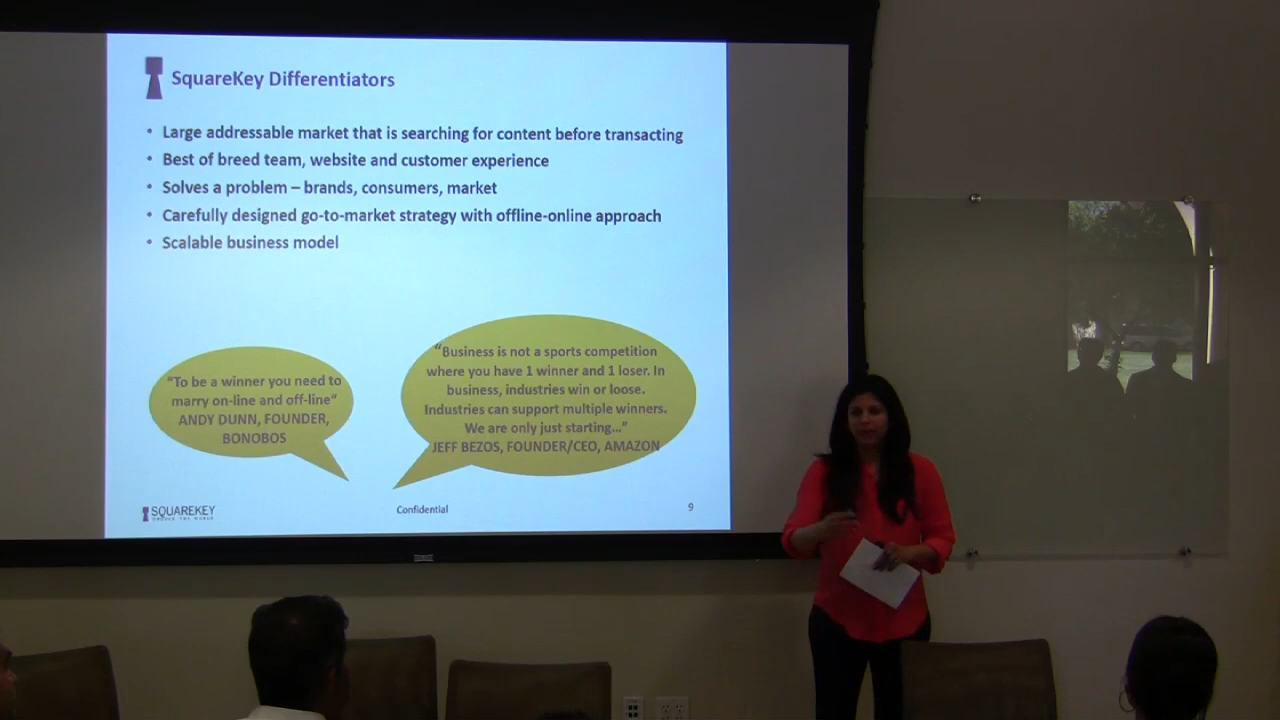 SquareKey Differentiators
• Large addressable market that is searching for content before transacting
• Best of breed team, website and customer experience
• Solves a problem – brands, consumers, market
• Carefully designed go-to-market strategy with offline-online approach
• Scalable business model
“To be a winner you need to
marry on-line and off-line“
ANDY DUNN, FOUNDER,
BONOBOS
“Business is not a sports competition
where you have 1 winner and 1 loser. In
business, industries win or loose.
Industries can support multiple winners.
We are only just starting…”
JEFF BEZOS, FOUNDER/CEO, AMAZON
SQUAREKEY
Confidential
9